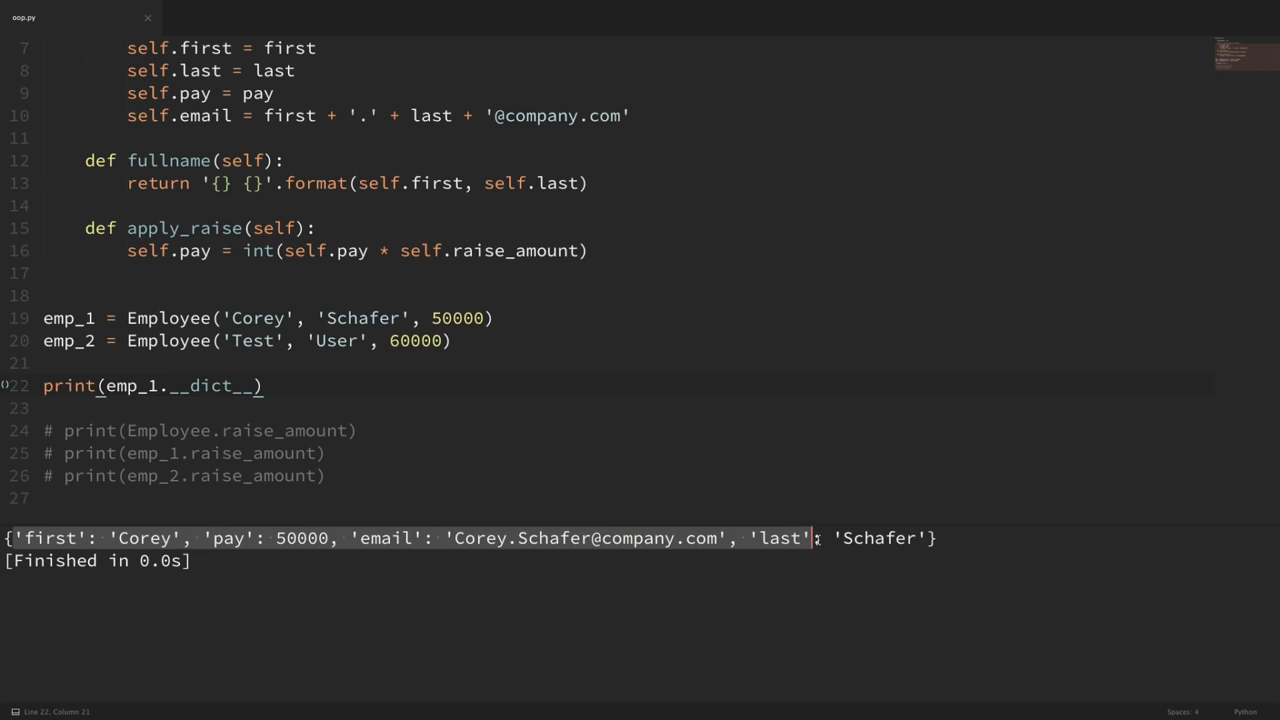 oop.py ×
7 self.first = first
8 self.last = last
9 self.pay = pay
10 self.email = first + '.' + last + '@company.com'
11
12 def fullname(self):
13 return '{} {}'.format(self.first, self.last)
14
15 def apply_raise(self):
16 self.pay = int(self.pay * self.raise_amount)
17
18
19 emp_1 = Employee('Corey', 'Schafer', 50000)
20 emp_2 = Employee('Test', 'User', 60000)
21
22 print(emp_1.__dict__)
23
24 # print(Employee.raise_amount)
25 # print(emp_1.raise_amount)
26 # print(emp_2.raise_amount)
27
{'first': 'Corey', 'pay': 50000, 'email': 'Corey.Schafer@company.com', 'last': 'Schafer'}
[Finished in 0.0s]
Line 22, Column 21 Spaces: 4 Python